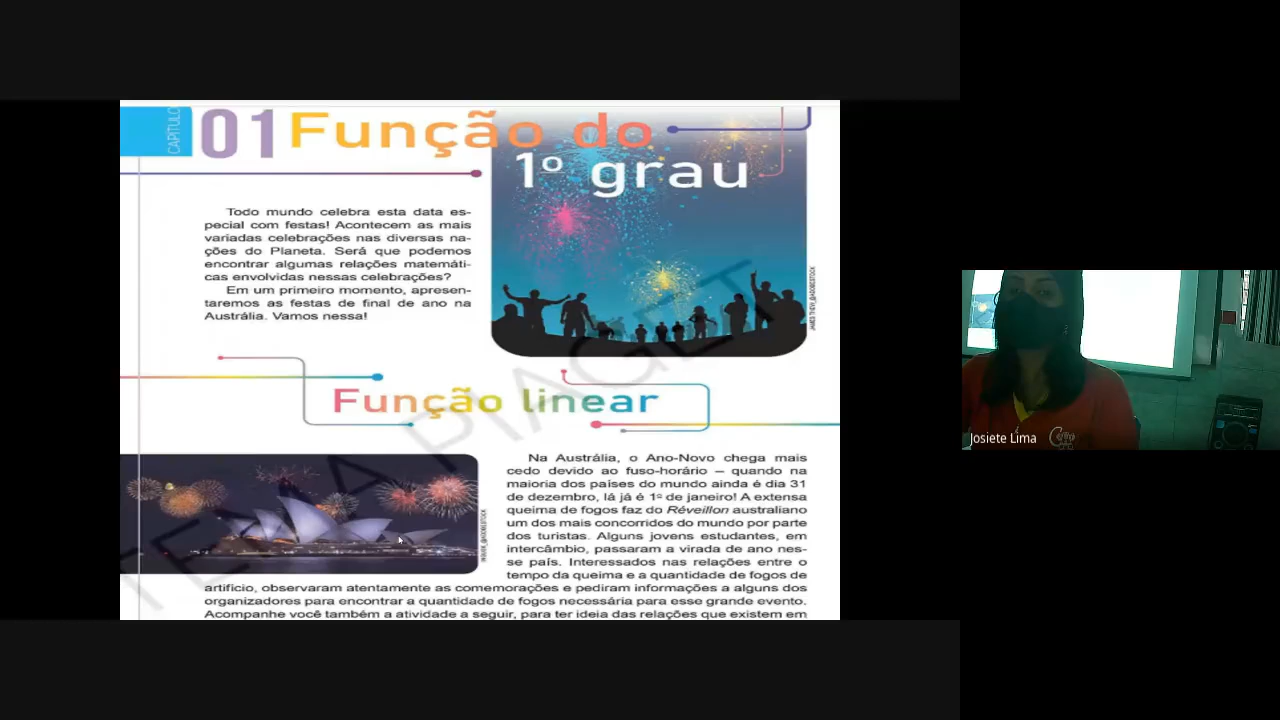 CAPÍTULO
01 Função do
1º grau
Todo mundo celebra esta data es-
pecial com festas! Acontecem as mais
variadas celebrações nas diversas na-
ções do Planeta. Será que podemos
encontrar algumas relações matemáti-
cas envolvidas nessas celebrações?
Em um primeiro momento, apresen-
taremos as festas de final de ano na
Austrália. Vamos nessa!
Função linear
Na Austrália, o Ano-Novo chega mais
cedo devido ao fuso-horário – quando na
maioria dos países do mundo ainda é dia 31
de dezembro, lá já é 1º de janeiro! A extensa
queima de fogos faz do Réveillon australiano
um dos mais concorridos do mundo por parte
dos turistas. Alguns jovens estudantes, em
intercâmbio, passaram a virada de ano nes-
se país. Interessados nas relações entre o
tempo da queima e a quantidade de fogos de
artifício, observaram atentamente as comemorações e pediram informações a alguns dos
organizadores para encontrar a quantidade de fogos necessária para esse grande evento.
Acompanhe você também a atividade a seguir, para ter ideia das relações que existem em
PIAGET
Josiete Lima